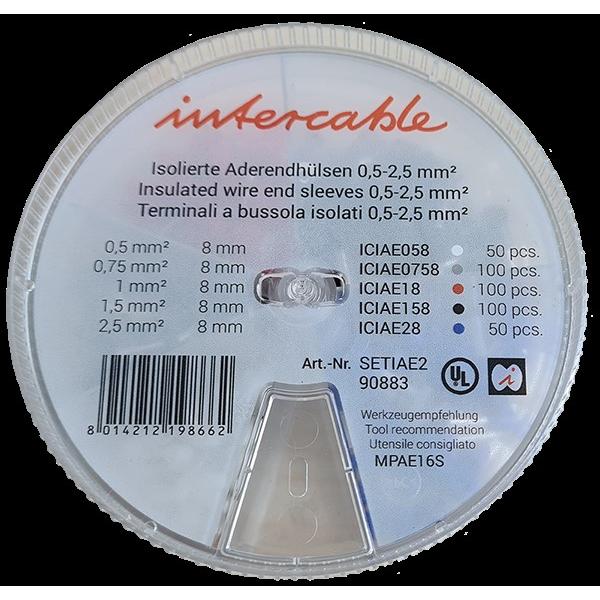 intercable
Isolierte Aderendhülsen 0,5-2,5 mm²
Insulated wire end sleeves 0,5-2,5 mm²
Terminali a bussola isolati 0,5-2,5 mm²
0,5 mm² 8 mm ICIAE058 50 pcs.
0,75 mm² 8 mm ICIAE0758 100 pcs.
1 mm² 8 mm ICIAE18 100 pcs.
1,5 mm² 8 mm ICIAE158 100 pcs.
2,5 mm² 8 mm ICIAE28 50 pcs.
Art.-Nr. SETIAE2
90883
UL
i
8 014212 198662
Werkzeugempfehlung
Tool recommendation
Utensile consigliato
MPAE16S